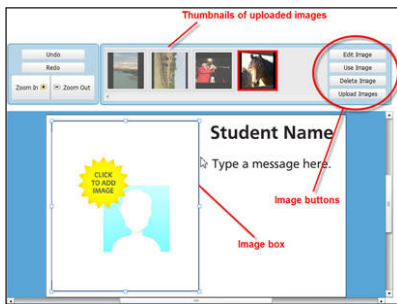 Thumbnails of uploaded images
Undo
Redo
Zoom In
Zoom Out
Edit Image
Use Image
Delete Image
Upload Images
Student Name
Type a message here.
CLICK
TO ADD
IMAGE
Image buttons
Image box